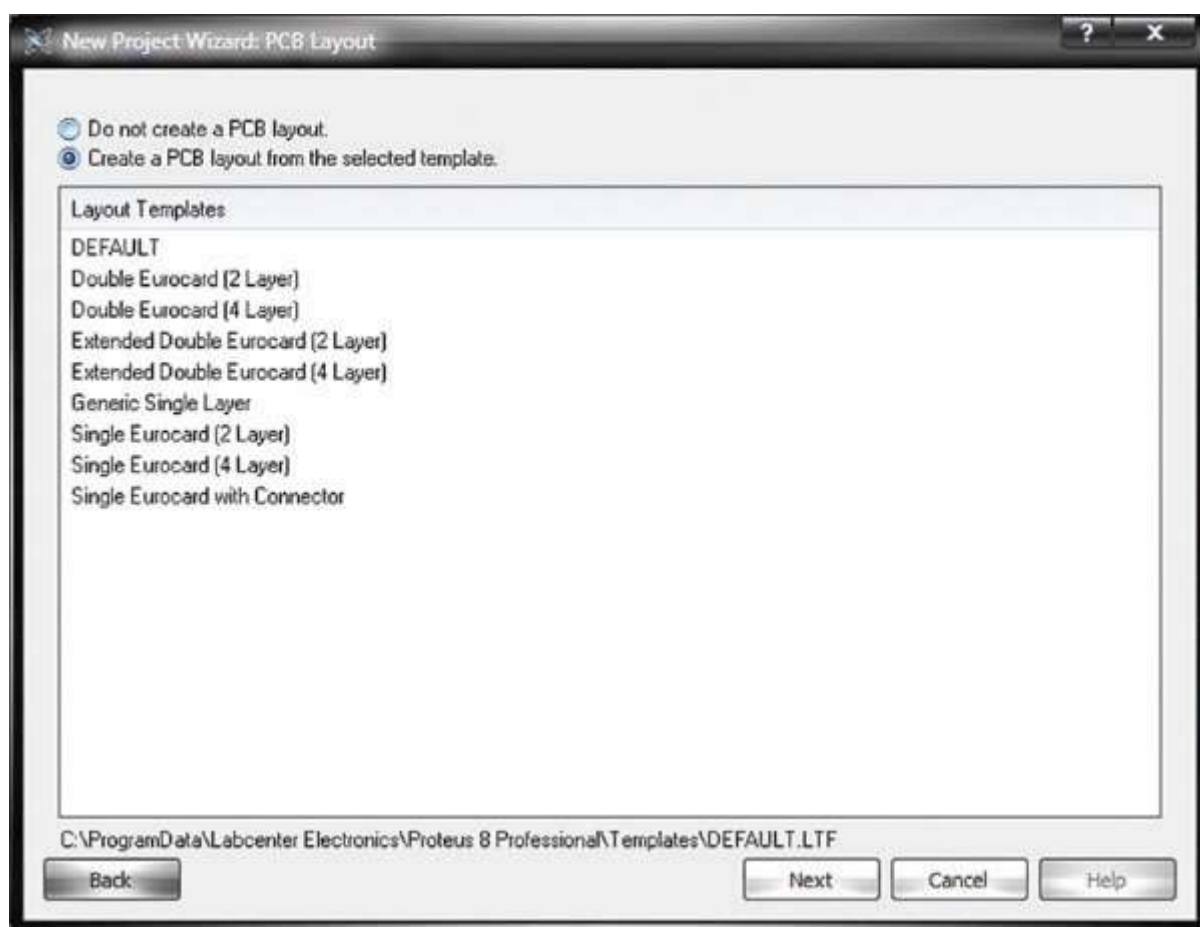 New Project Wizard: PCB Layout
? x
Do not create a PCB layout.
Create a PCB layout from the selected template.
Layout Templates
DEFAULT
Double Eurocard (2 Layer)
Double Eurocard (4 Layer)
Extended Double Eurocard (2 Layer)
Extended Double Eurocard (4 Layer)
Generic Single Layer
Single Eurocard (2 Layer)
Single Eurocard (4 Layer)
Single Eurocard with Connector
C:\ProgramData\Labcenter Electronics\Proteus 8 Professional\Templates\DEFAULT.LTF
Back Next Cancel Help